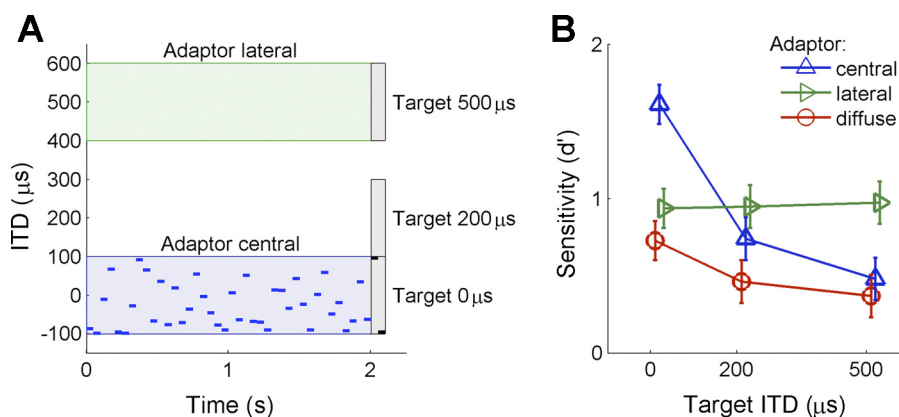 A
Adaptor lateral
600
500
400
300
200
100
0
-100
ITD (μs)
Target 500 μs
Target 200 μs
Adaptor central
Target 0 μs
0
1
2
Time (s)
B
2
1
0
Sensitivity (d')
Adaptor:
central
lateral
diffuse
0
200
500
Target ITD (μs)